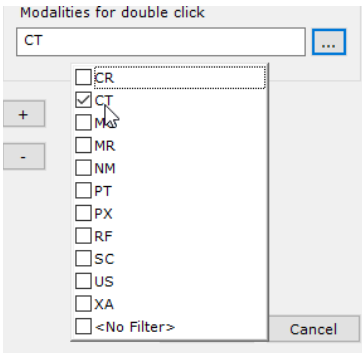 Modalities for double click
CT
...
CR
CT
+
MR
-
NM
PT
PX
RF
SC
US
XA
<No Filter>
Cancel